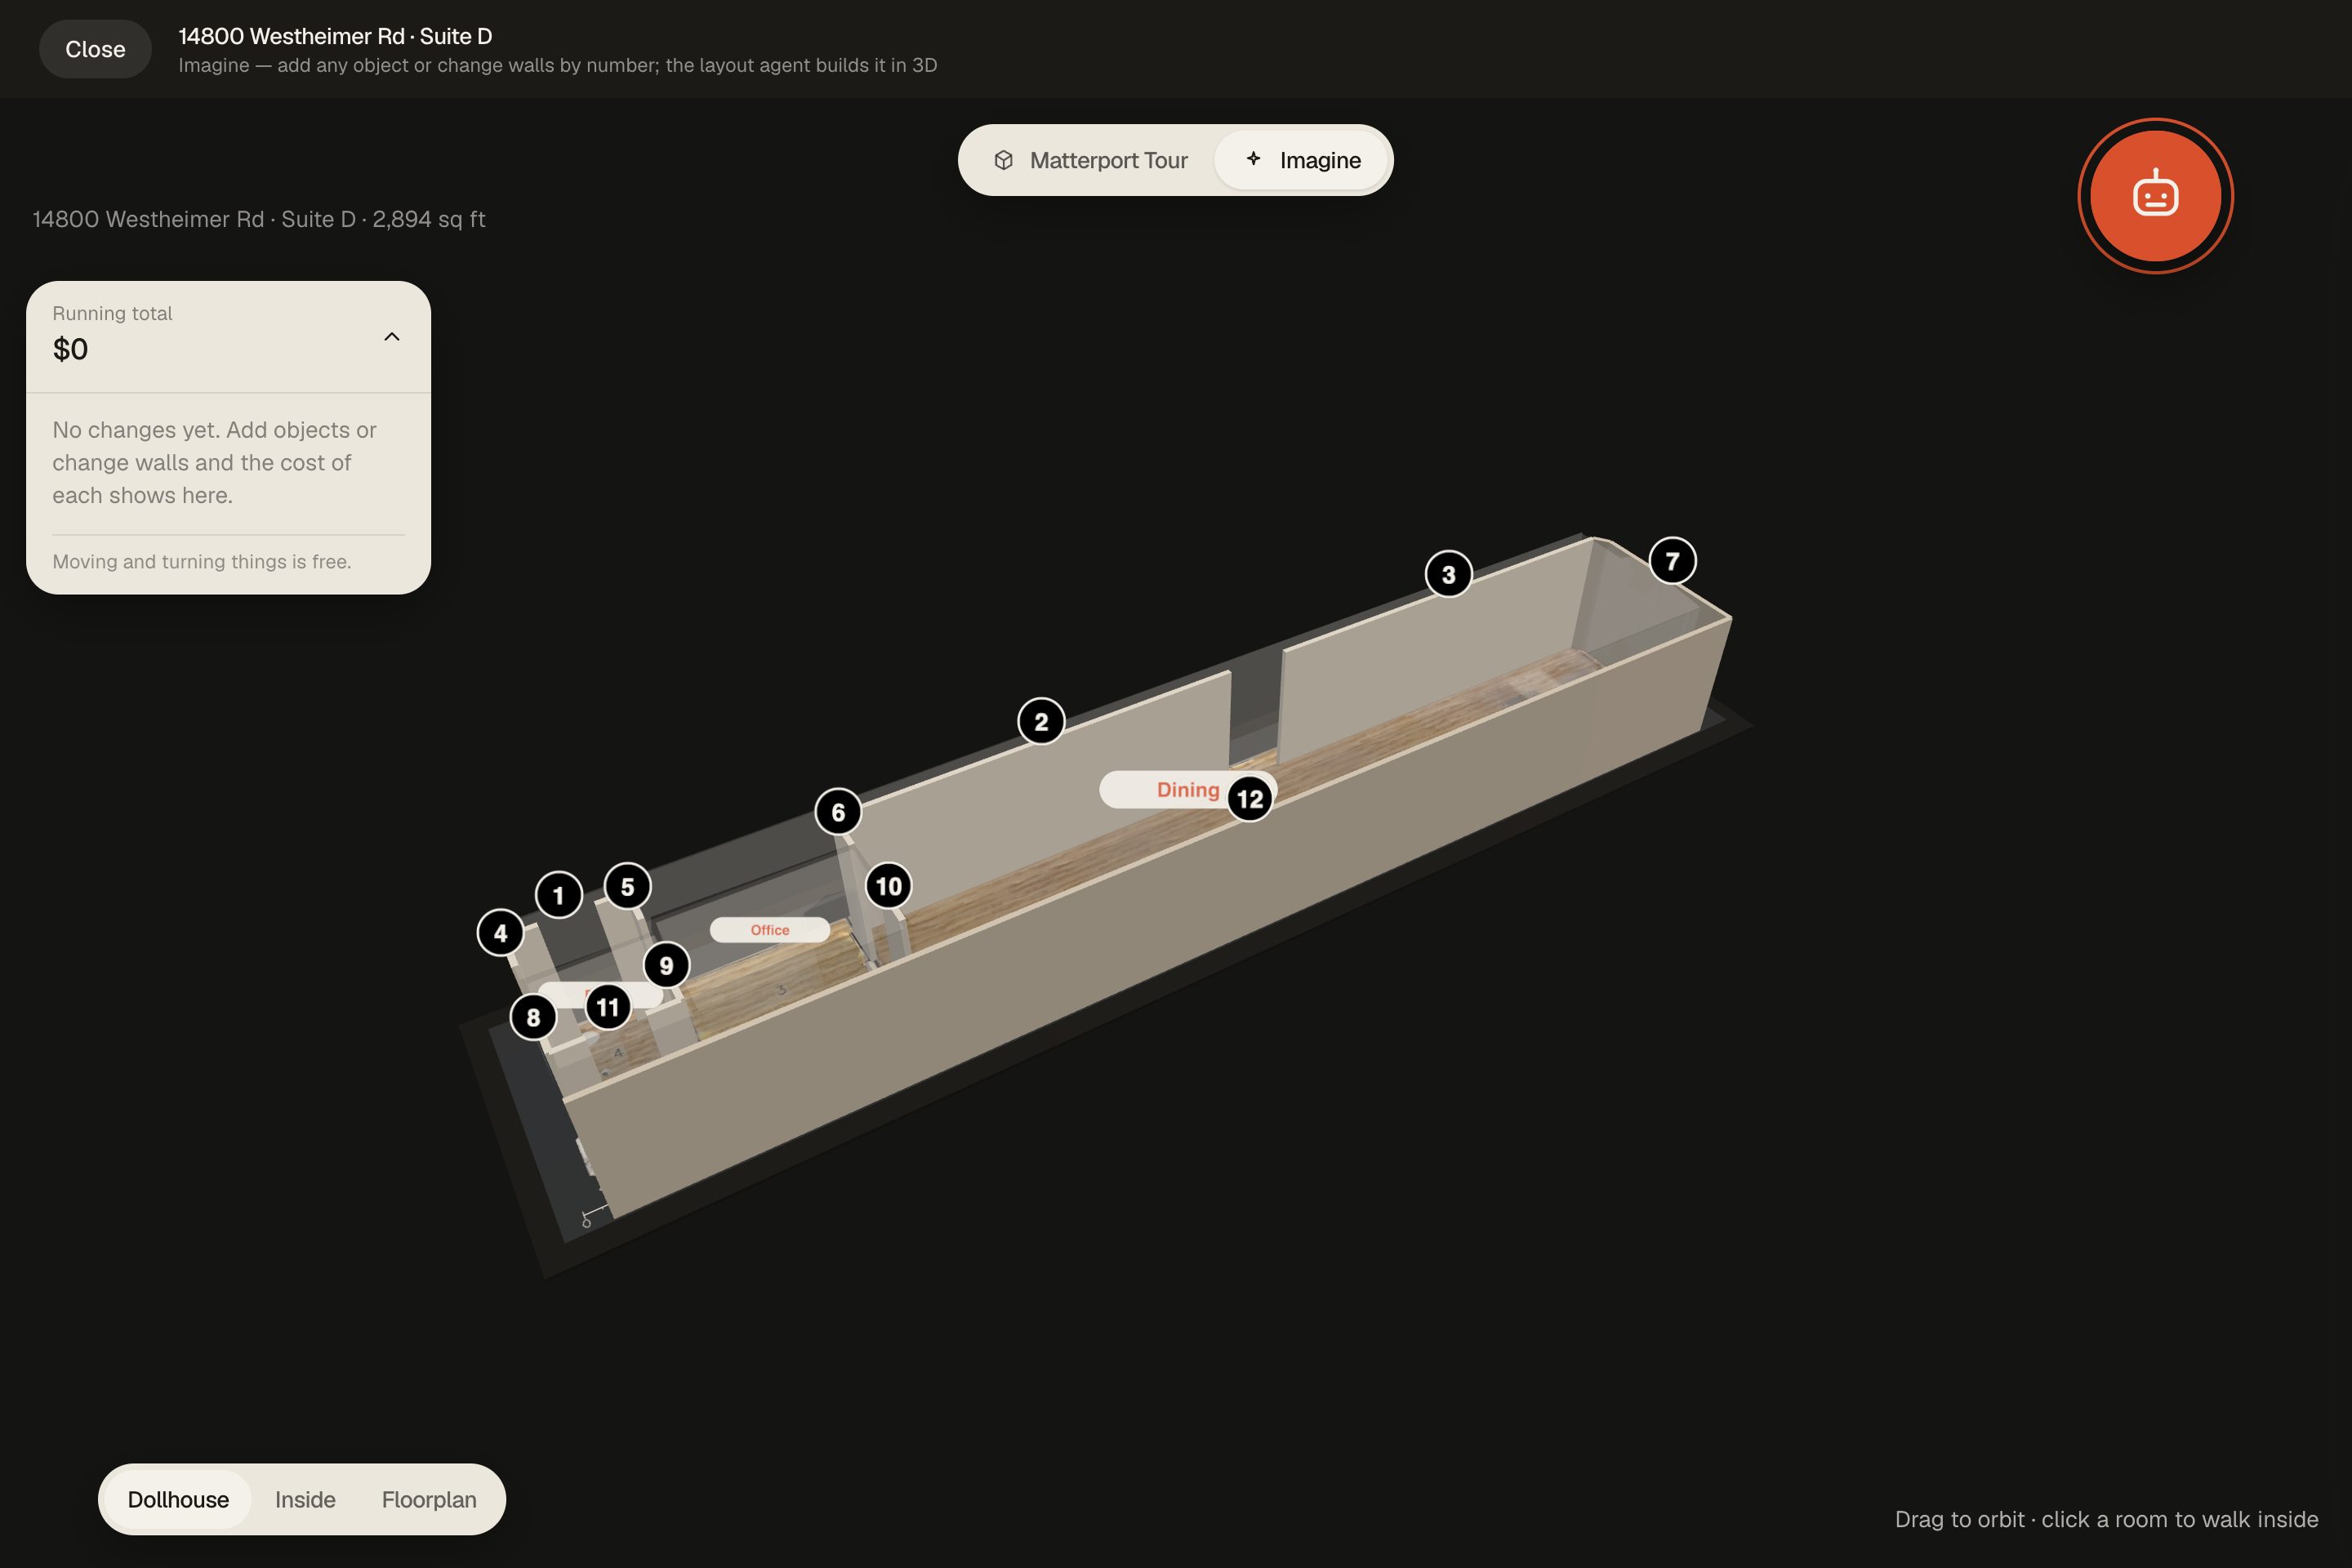 Close
14800 Westheimer Rd · Suite D
Imagine — add any object or change walls by number; the layout agent builds it in 3D
Matterport Tour
Imagine
14800 Westheimer Rd · Suite D · 2,894 sq ft
Running total
$0
No changes yet. Add objects or
change walls and the cost of
each shows here.
Moving and turning things is free.
7
3
2
Dining
12
6
10
1
5
4
Office
9
3
8
11
4
Dollhouse
Inside
Floorplan
Drag to orbit · click a room to walk inside